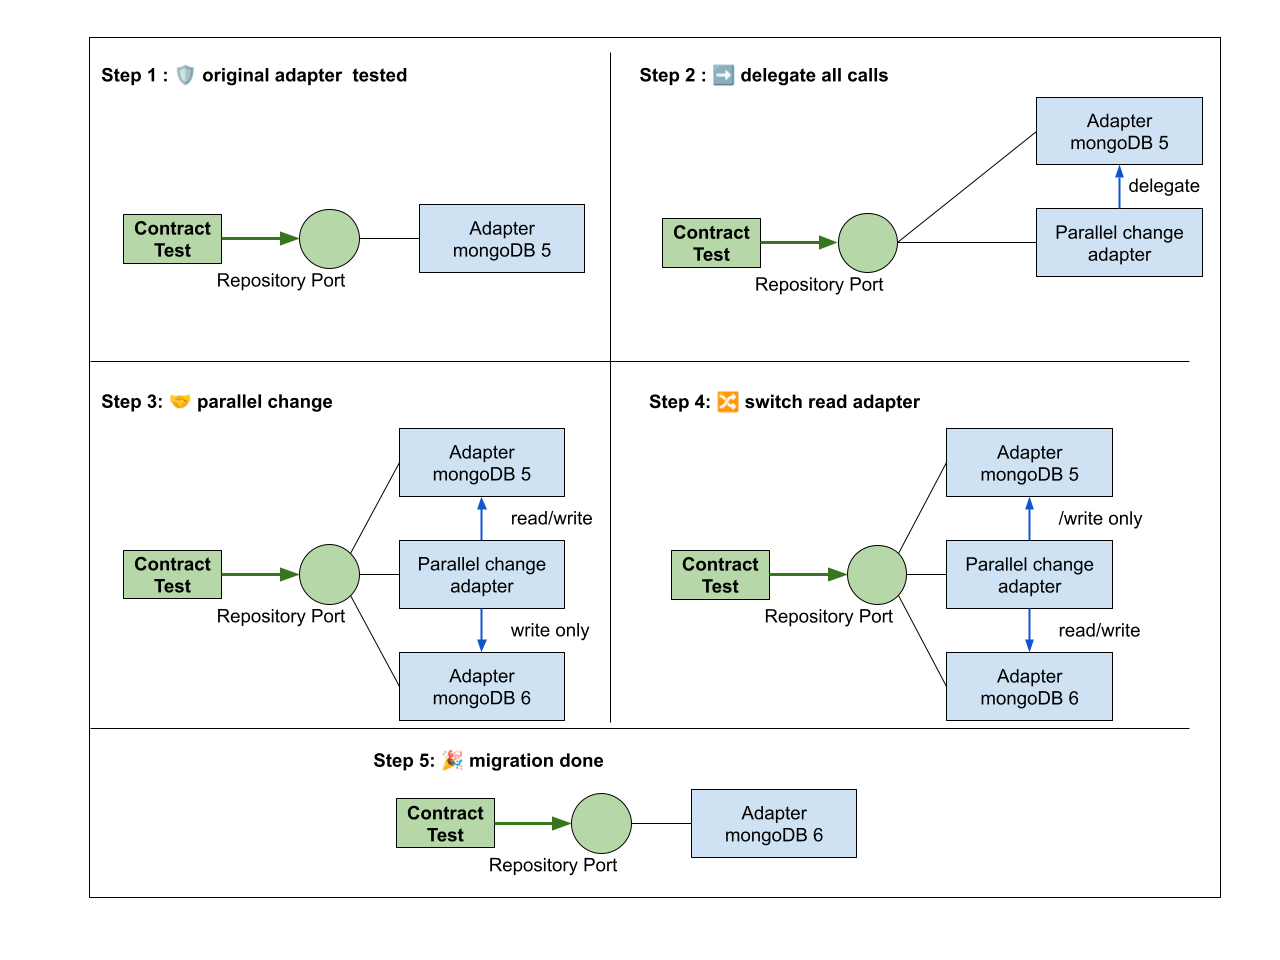 Step 1 : 🛡️ original adapter  tested
Contract
Test
Repository Port
Adapter
mongoDB 5
Step 2 : ➡️ delegate all calls
Adapter
mongoDB 5
delegate
Contract
Test
Repository Port
Parallel change
adapter
Step 3: 🤝 parallel change
Adapter
mongoDB 5
read/write
Contract
Test
Repository Port
Parallel change
adapter
write only
Adapter
mongoDB 6
Step 4: 🔀 switch read adapter
Adapter
mongoDB 5
/write only
Contract
Test
Repository Port
Parallel change
adapter
read/write
Adapter
mongoDB 6
Step 5: 🎉 migration done
Contract
Test
Repository Port
Adapter
mongoDB 6